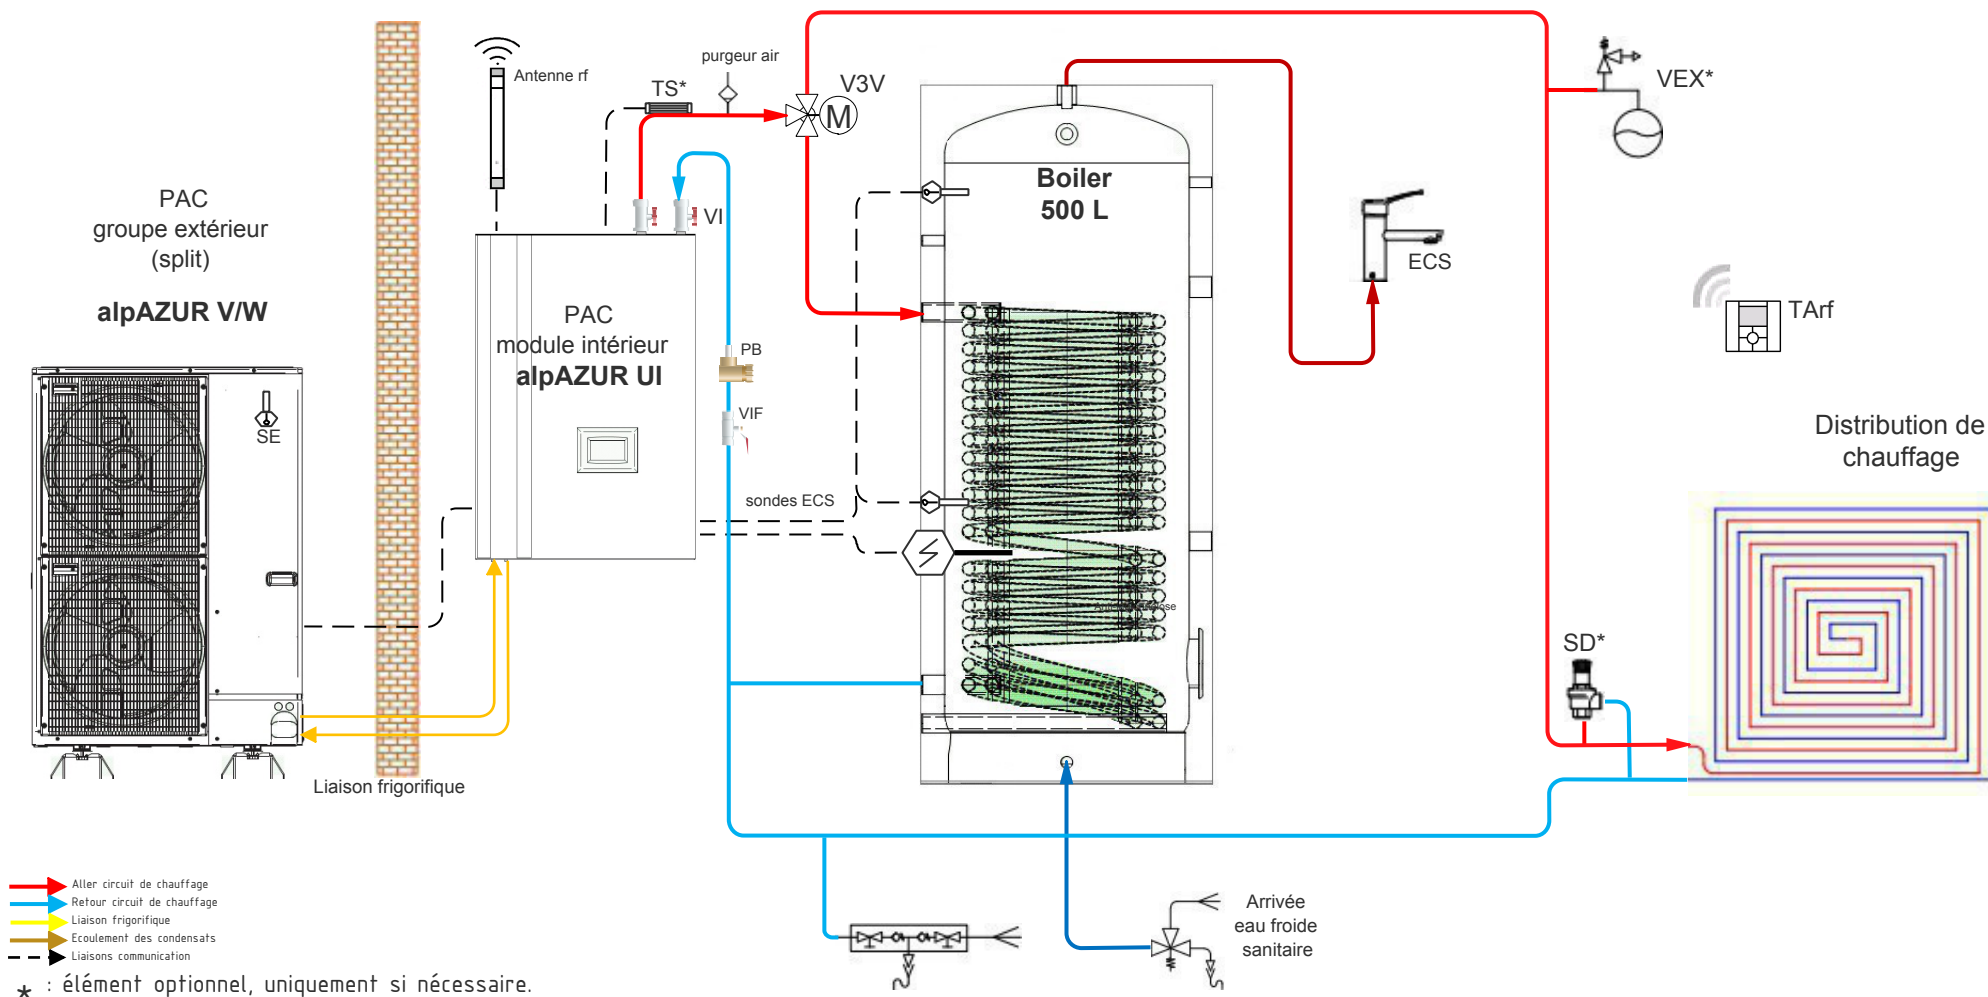 Antenne rf
TS*
purgeur air
V3V
M
VEX*
PAC
groupe extérieur
(split)
alpAZUR V/W
VI
Boiler
500 L
ECS
TArf
PAC
module intérieur
alpAZUR UI
PB
VIF
SE
sondes ECS
Distribution de
chauffage
SD*
Liaison frigorifique
Aller circuit de chauffage
Retour circuit de chauffage
Liaison frigorifique
Ecoulement des condensats
Liaisons communication
* : élément optionnel, uniquement si nécessaire.
Arrivée
eau froide
sanitaire